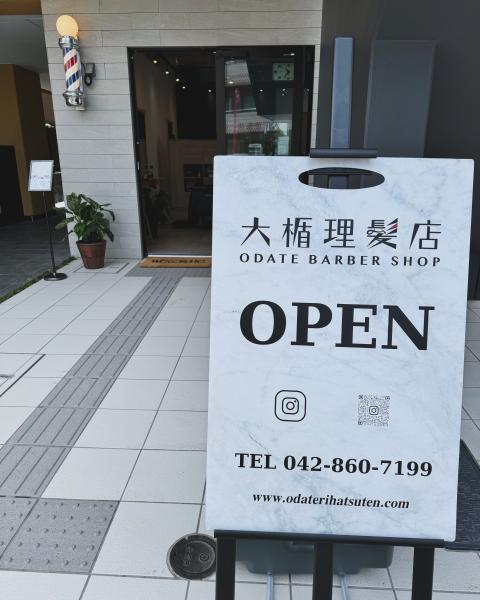 大楯理髪店
ODATE BARBER SHOP
OPEN
TEL 042-860-7199
www.odaterihatsuten.com